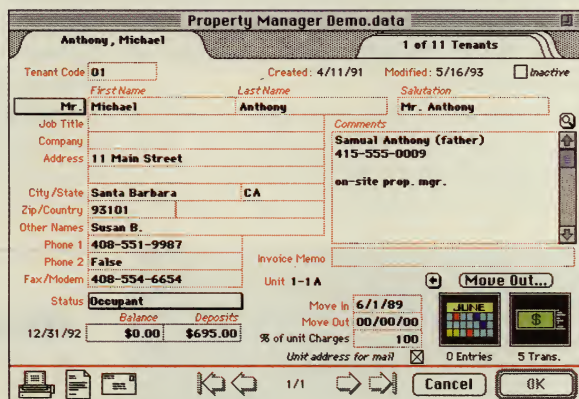 Property Manager Demo.data
Anthony, Michael
1 of 11 Tenants
Tenant Code 01 Created: 4/11/91 Modified: 5/16/93 Inactive
First Name Last Name Salutation
Mr. Michael Anthony Mr. Anthony
Job Title Comments
Company Samual Anthony (father)
Address 11 Main Street 415-555-0009
on-site prop. mgr.
City/State Santa Barbara CA
Zip/Country 93101
Other Names Susan B.
Phone 1 408-551-9987
Phone 2 False Invoice Memo
Fax/Modem 408-554-6654 Unit 1-1A Move Out...
Status Occupant Move In 6/1/89 JUNE $
Balance Deposits Move Out 00/00/00
12/31/92 $0.00 $695.00 % of unit Charges 100
Unit address for mail 0 Entries 5 Trans.
1/1 Cancel OK